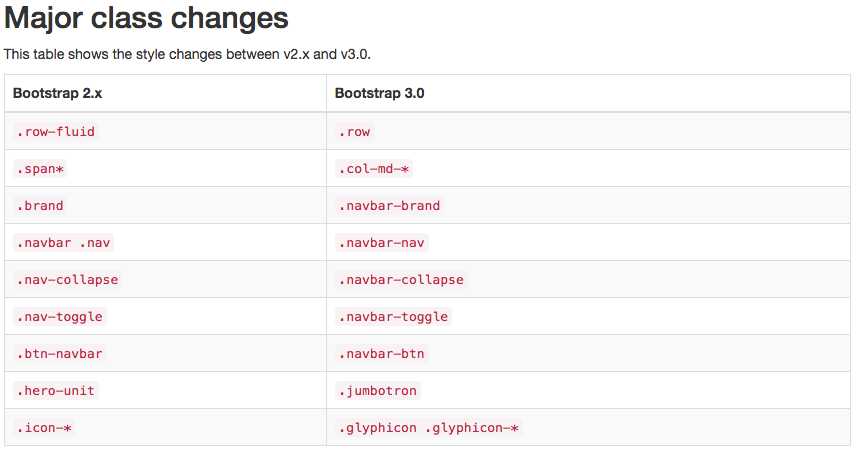 Major class changes
This table shows the style changes between v2.x and v3.0.
Bootstrap 2.x Bootstrap 3.0
.row-fluid .row
.span* .col-md-*
.brand .navbar-brand
.navbar .nav .navbar-nav
.nav-collapse .navbar-collapse
.nav-toggle .navbar-toggle
.btn-navbar .navbar-btn
.hero-unit .jumbotron
.icon-* .glyphicon .glyphicon-*